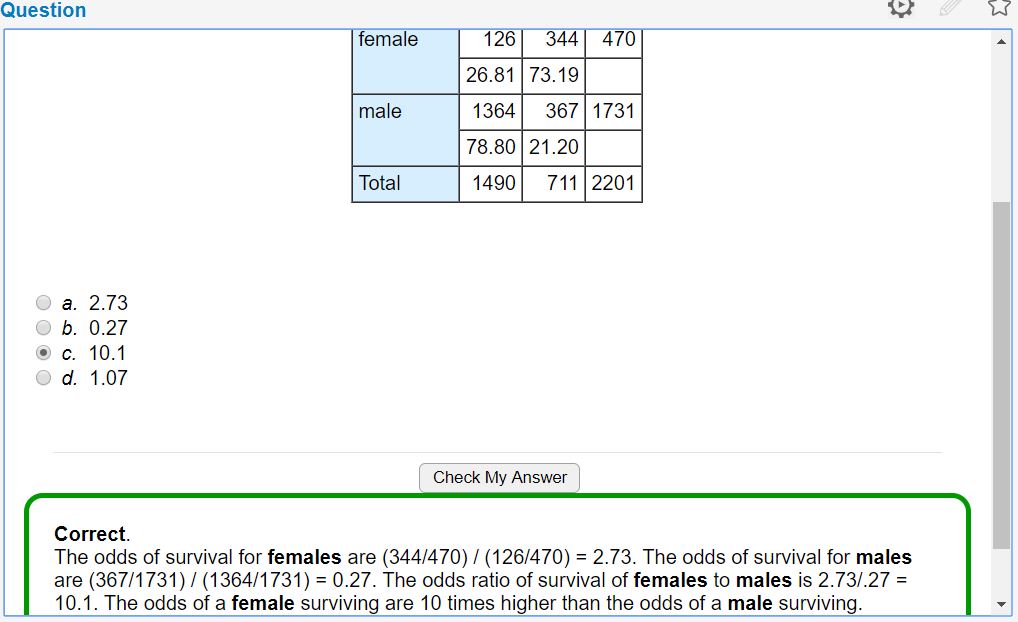 Question
female 126 344 470
26.81 73.19
male 1364 367 1731
78.80 21.20
Total 1490 711 2201
a. 2.73
b. 0.27
c. 10.1
d. 1.07
Check My Answer
Correct.
The odds of survival for females are (344/470) / (126/470) = 2.73. The odds of survival for males
are (367/1731) / (1364/1731) = 0.27. The odds ratio of survival of females to males is 2.73/.27 =
10.1. The odds of a female surviving are 10 times higher than the odds of a male surviving.